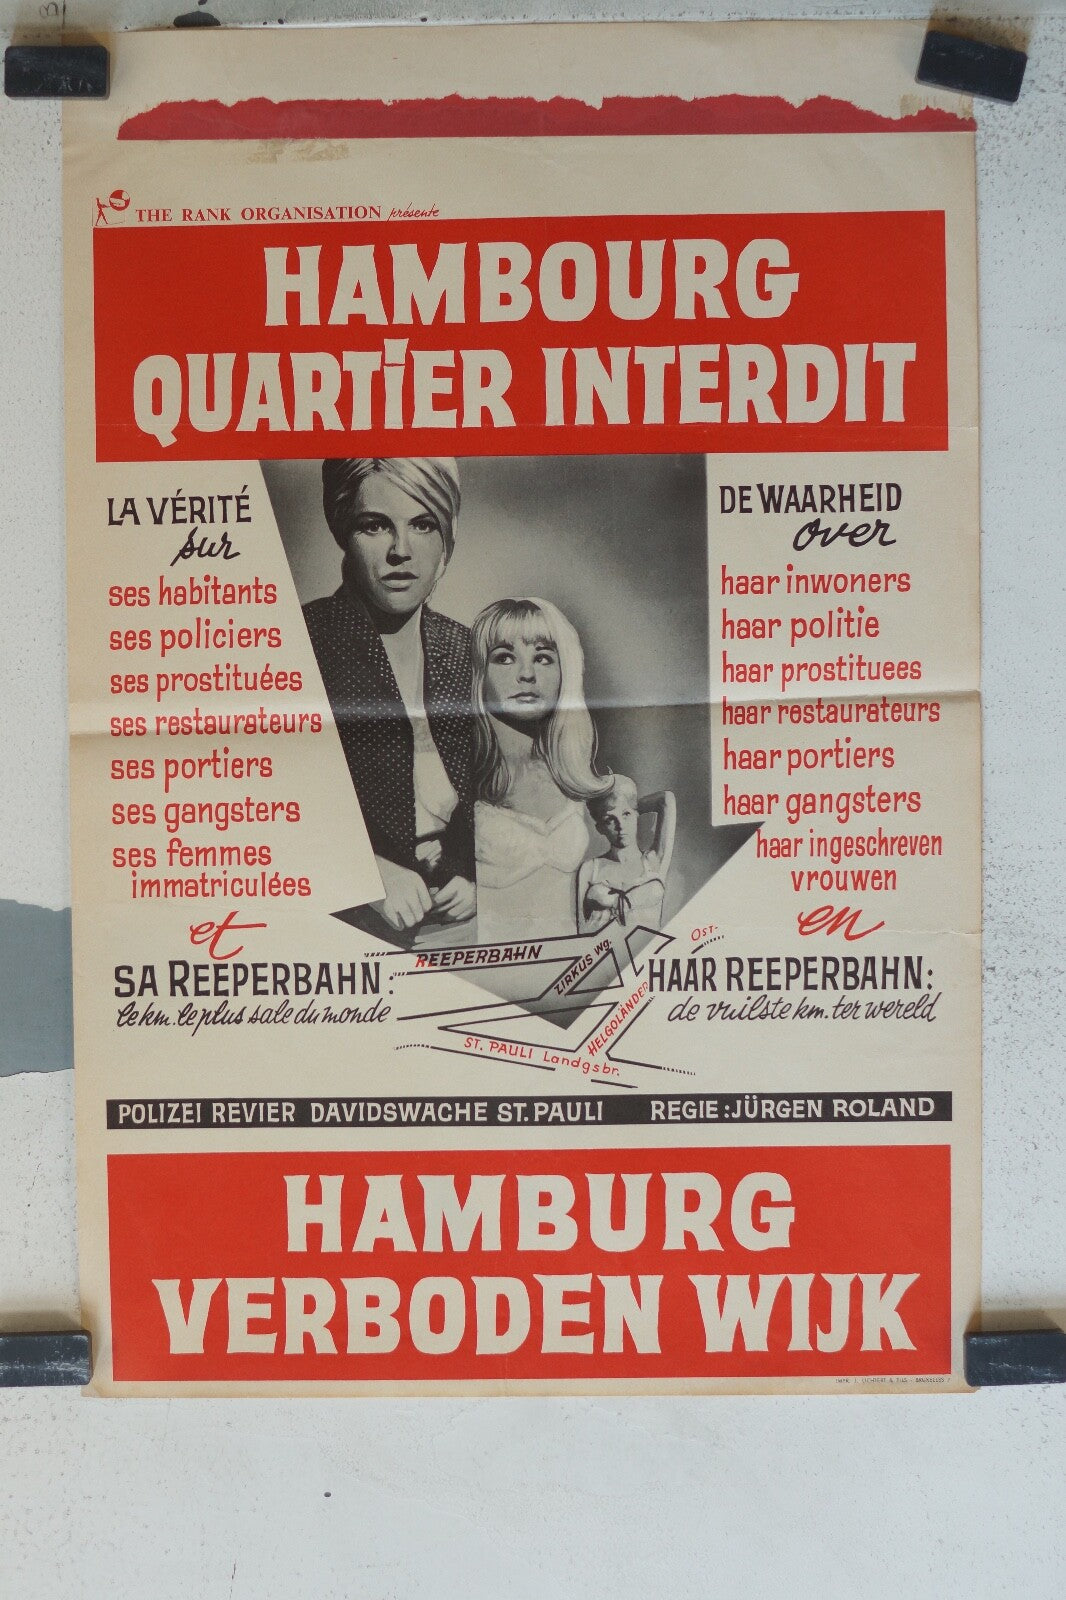 THE RANK ORGANISATION présente
HAMBOURG
QUARTIER INTERDIT
LA VÉRITÉ
sur
ses habitants
ses policiers
ses prostituées
ses restaurateurs
ses portiers
ses gangsters
ses femmes
immatriculées
et
SA REEPERBAHN:
le km. le plus sale du monde
DE WAARHEID
over
haar inwoners
haar politie
haar prostituees
haar restaurateurs
haar portiers
haar gangsters
haar ingeschreven
vrouwen
en
HAAR REEPERBAHN:
de vuilste km. ter wereld
REEPERBAHN
ZIRKUS Wg.
OST-
HELGOLÄNDER
ST. PAULI Landgsbr.
POLIZEI REVIER DAVIDSWACHE ST. PAULI REGIE: JÜRGEN ROLAND
HAMBURG
VERBODEN WIJK